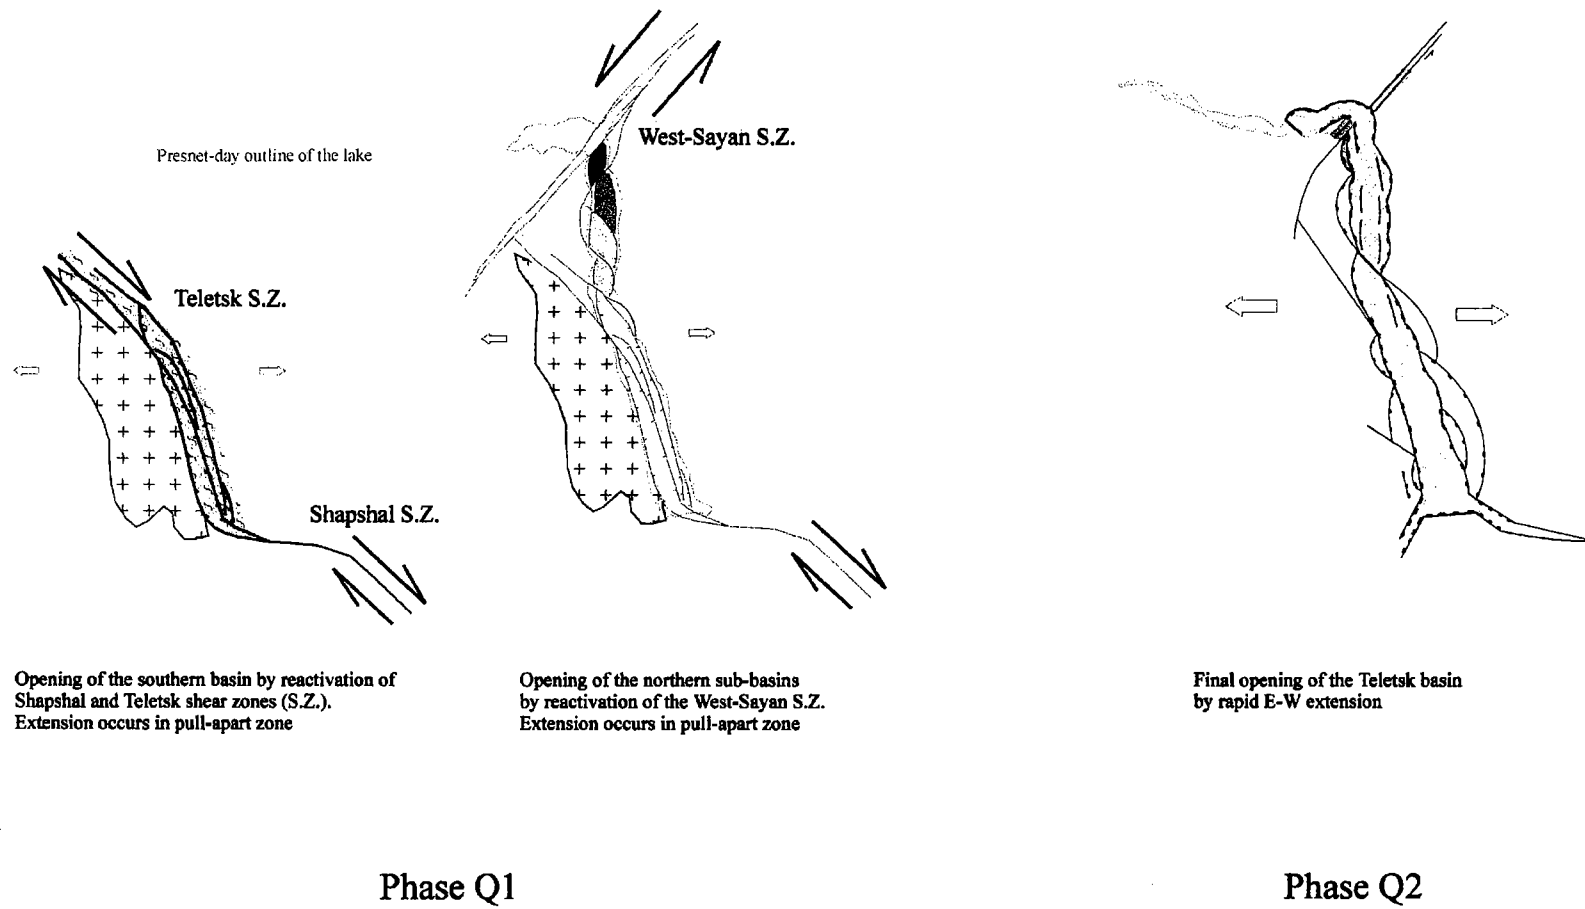 Presnet-day outline of the lake
West-Sayan S.Z.
Teletsk S.Z.
Shapshal S.Z.
Opening of the southern basin by reactivation of
Shapshal and Teletsk shear zones (S.Z.).
Extension occurs in pull-apart zone
Opening of the northern sub-basins
by reactivation of the West-Sayan S.Z.
Extension occurs in pull-apart zone
Final opening of the Teletsk basin
by rapid E-W extension
Phase Q1
Phase Q2